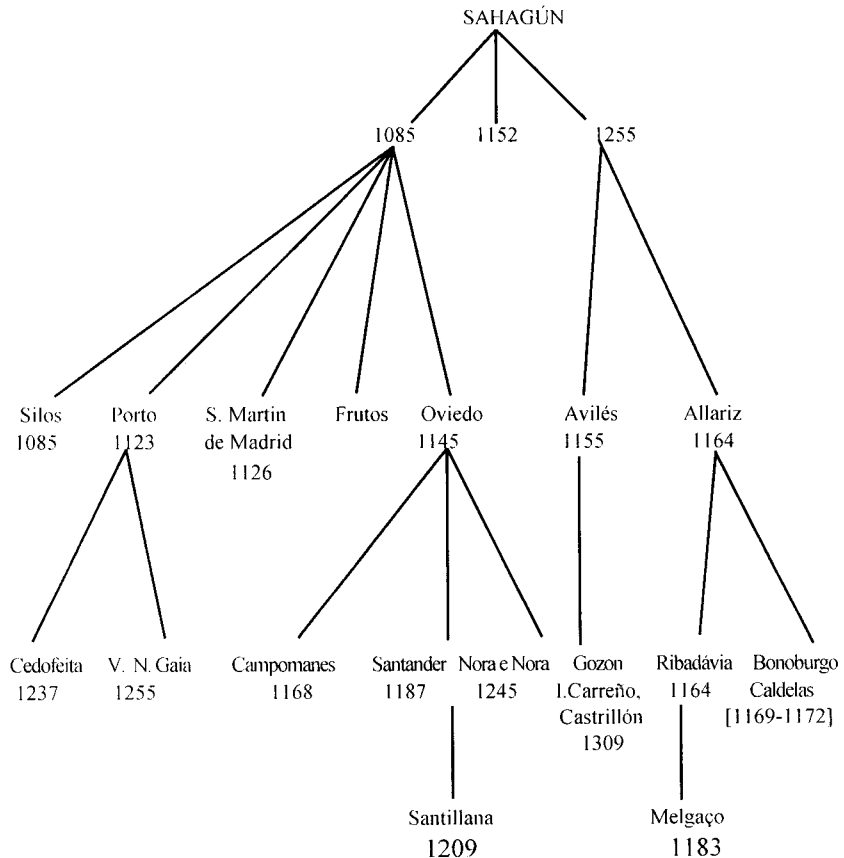 SAHAGÚN
1085 1152 1255
Silos Porto S. Martin Frutos Oviedo Avilés Allariz
1085 1123 de Madrid 1145 1155 1164
1126
Cedofeita V. N. Gaia Campomanes Santander Nora e Nora Gozon Ribadávia Bonoburgo
1237 1255 1168 1187 1245 l.Carreño, 1164 Caldelas
Castrillón [1169-1172]
1309
Santillana Melgaço
1209 1183